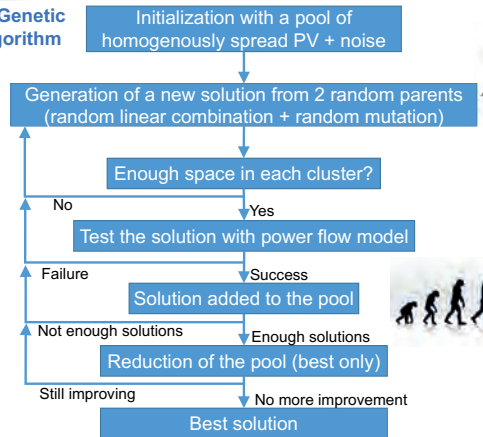 Genetic
gorithm
Initialization with a pool of
homogenously spread PV + noise
Generation of a new solution from 2 random parents
(random linear combination + random mutation)
Enough space in each cluster?
No
Yes
Test the solution with power flow model
Failure
Success
Solution added to the pool
Not enough solutions
Enough solutions
Reduction of the pool (best only)
Still improving
No more improvement
Best solution